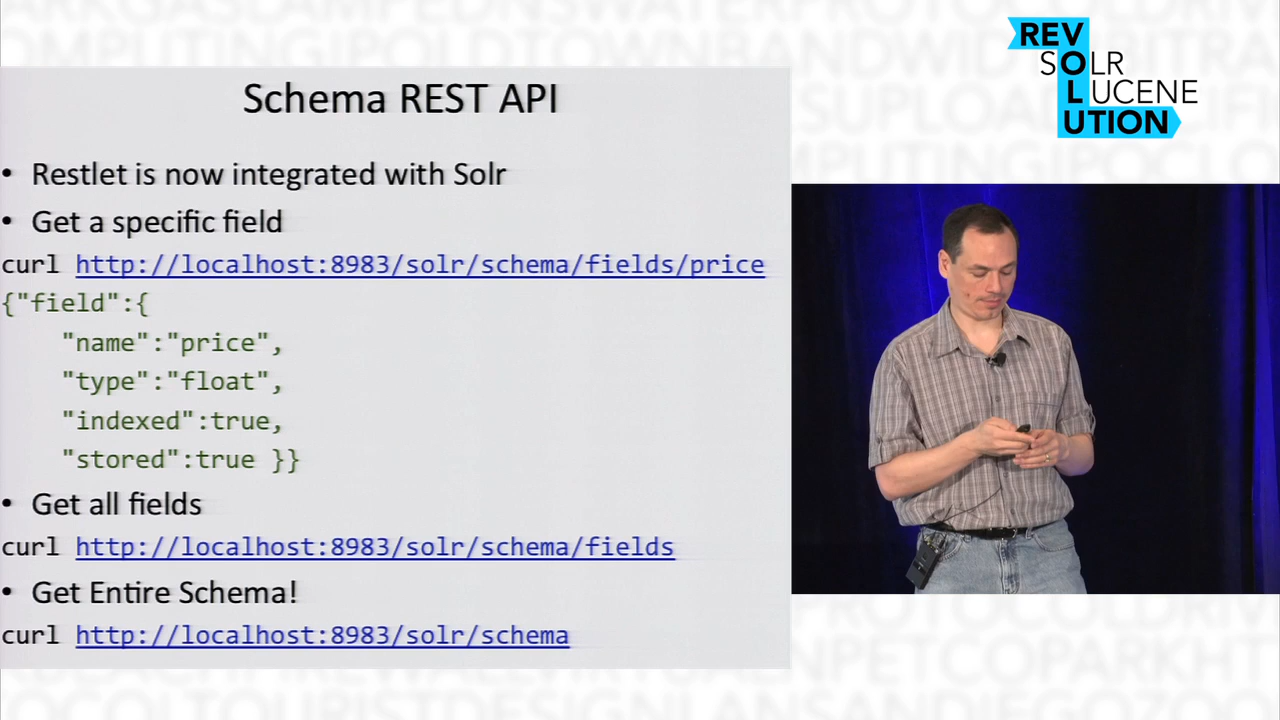 REV
SOLR
LUCENE
UTION
Schema REST API
• Restlet is now integrated with Solr
• Get a specific field
curl http://localhost:8983/solr/schema/fields/price
{"field":{
"name":"price",
"type":"float",
"indexed":true,
"stored":true }}
• Get all fields
curl http://localhost:8983/solr/schema/fields
• Get Entire Schema!
curl http://localhost:8983/solr/schema